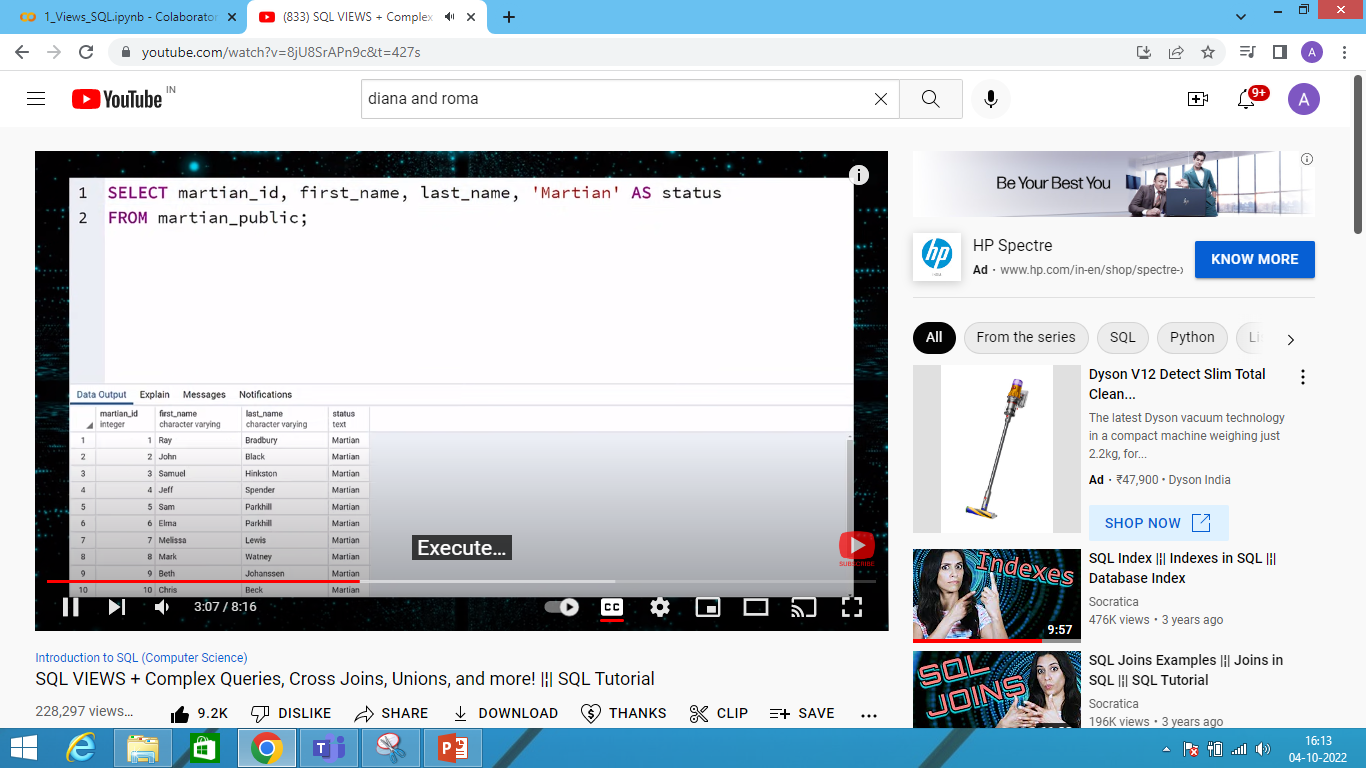 1_Views_SQL.ipynb - Colaborator
(833) SQL VIEWS + Complex
youtube.com/watch?v=8jU8SrAPn9c&t=427s
A
YouTube IN
diana and roma
9+
A
1 SELECT martian_id, first_name, last_name, 'Martian' AS status
2 FROM martian_public;
Data Output Explain Messages Notifications
martian_id first_name last_name status
integer character varying character varying text
1 1 Ray Bradbury Martian
2 2 John Black Martian
3 3 Samuel Hinkston Martian
4 4 Jeff Spender Martian
5 5 Sam Parkhill Martian
6 6 Elma Parkhill Martian
7 7 Melissa Lewis Martian
8 8 Mark Watney Martian
9 9 Beth Johanssen Martian
10 10 Chris Beck Martian
Execute...
SUBSCRIBE
3:07 / 8:16
CC
Introduction to SQL (Computer Science)
SQL VIEWS + Complex Queries, Cross Joins, Unions, and more! |¦| SQL Tutorial
228,297 views...
9.2K DISLIKE SHARE DOWNLOAD THANKS CLIP SAVE
Be Your Best You
hp
HP Spectre
Ad · www.hp.com/in-en/shop/spectre-
KNOW MORE
All From the series SQL Python
Dyson V12 Detect Slim Total
Clean...
The latest Dyson vacuum technology
in a compact machine weighing just
2.2kg, for...
Ad · ₹47,900 • Dyson India
SHOP NOW
Indexes
9:57
SQL Index |¦| Indexes in SQL |¦|
Database Index
Socratica
476K views • 3 years ago
SQL
JOINS
SQL Joins Examples |¦| Joins in
SQL |¦| SQL Tutorial
Socratica
196K views • 3 years ago
16:13
04-10-2022